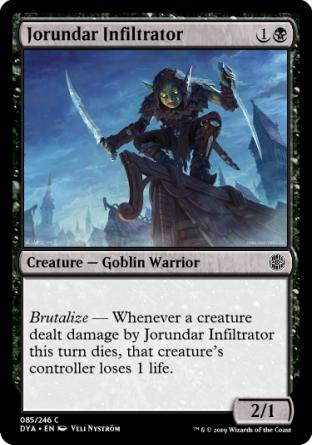 Jorundar Infiltrator 1
Creature — Goblin Warrior
Brutalize — Whenever a creature
dealt damage by Jorundar Infiltrator
this turn dies, that creature's
controller loses 1 life.
2/1
085/246 C
DYA • EN Veli Nyström
™ & © 2019 Wizards of the Coast